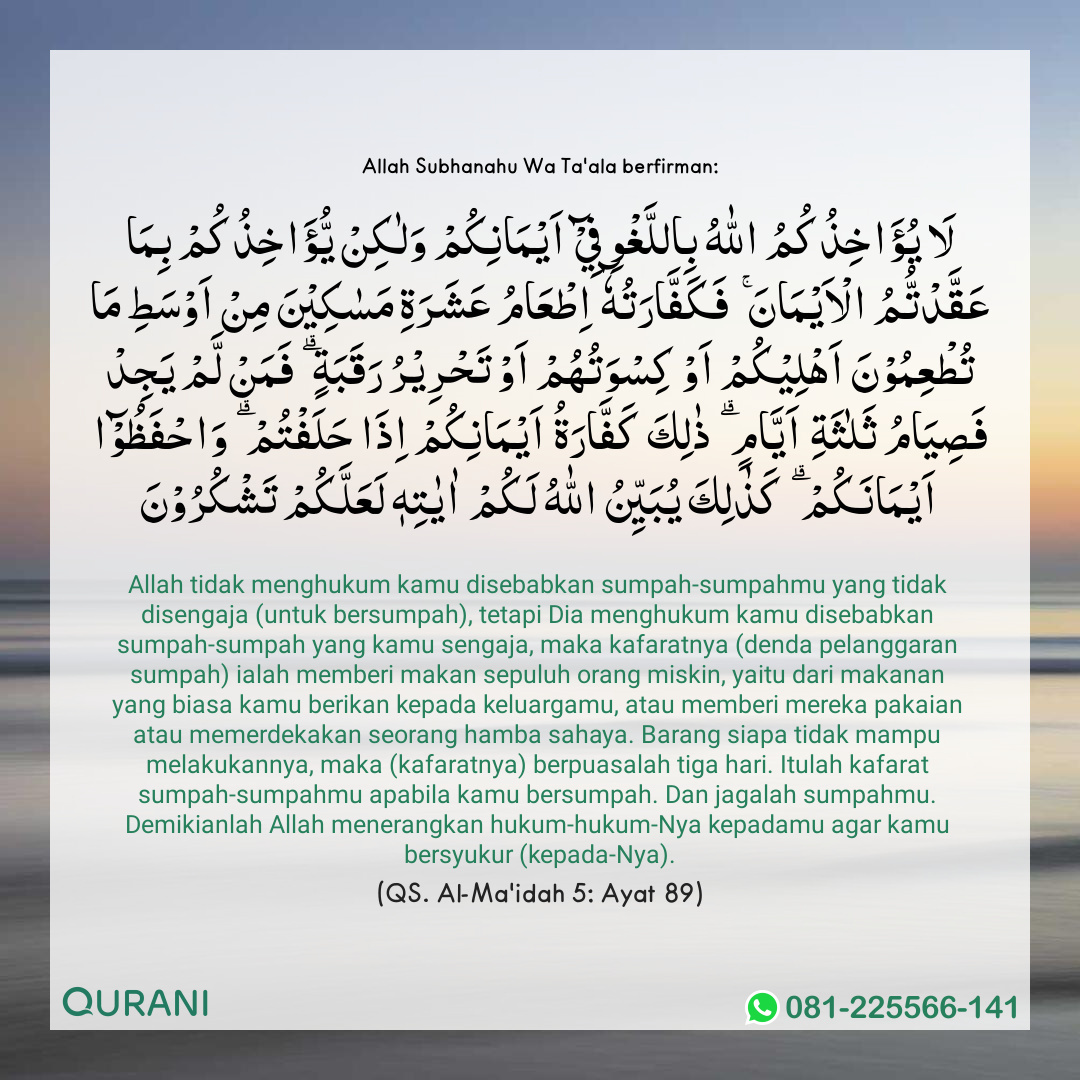 Allah Subhanahu Wa Ta'ala berfirman:
لَا يُؤَاخِذُكُمُ اللّٰهُ بِاللَّغْوِ فِيْٓ اَيْمَانِكُمْ وَلٰكِنْ يُّؤَاخِذُكُمْ بِمَا
عَقَّدْتُّمُ الْاَيْمَانَ ۚ فَكَفَّارَتُهٗٓ اِطْعَامُ عَشَرَةِ مَسٰكِيْنَ مِنْ اَوْسَطِ مَا
تُطْعِمُوْنَ اَهْلِيْكُمْ اَوْ كِسْوَتُهُمْ اَوْ تَحْرِيْرُ رَقَبَةٍ ۗ فَمَنْ لَّمْ يَجِدْ
فَصِيَامُ ثَلٰثَةِ اَيَّامٍ ۗ ذٰلِكَ كَفَّارَةُ اَيْمَانِكُمْ اِذَا حَلَفْتُمْ ۗ وَاحْفَظُوْٓا
اَيْمَانَكُمْ ۗ كَذٰلِكَ يُبَيِّنُ اللّٰهُ لَكُمْ اٰيٰتِهٖ لَعَلَّكُمْ تَشْكُرُوْنَ
Allah tidak menghukum kamu disebabkan sumpah-sumpahmu yang tidak
disengaja (untuk bersumpah), tetapi Dia menghukum kamu disebabkan
sumpah-sumpah yang kamu sengaja, maka kafaratnya (denda pelanggaran
sumpah) ialah memberi makan sepuluh orang miskin, yaitu dari makanan
yang biasa kamu berikan kepada keluargamu, atau memberi mereka pakaian
atau memerdekakan seorang hamba sahaya. Barang siapa tidak mampu
melakukannya, maka (kafaratnya) berpuasalah tiga hari. Itulah kafarat
sumpah-sumpahmu apabila kamu bersumpah. Dan jagalah sumpahmu.
Demikianlah Allah menerangkan hukum-hukum-Nya kepadamu agar kamu
bersyukur (kepada-Nya).
(QS. Al-Ma'idah 5: Ayat 89)
QURANI
081-225566-141